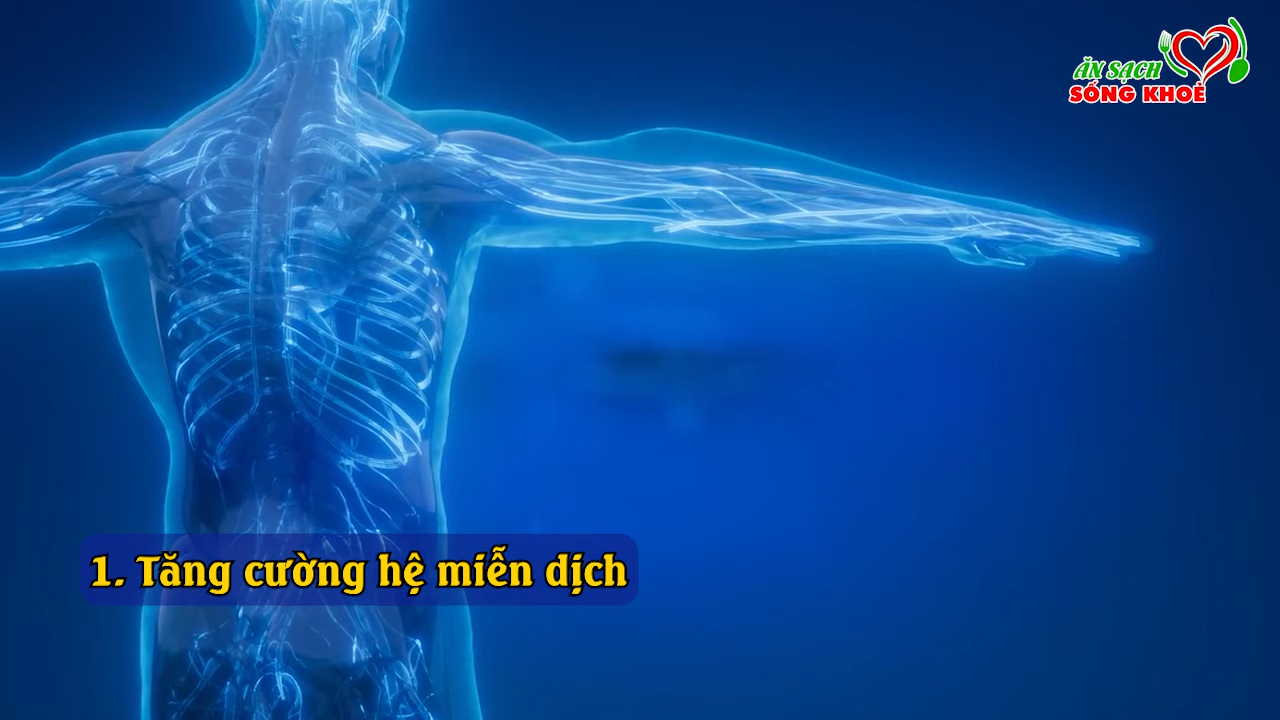 ĂN SẠCH
SỐNG KHOẺ
1. Tăng cường hệ miễn dịch